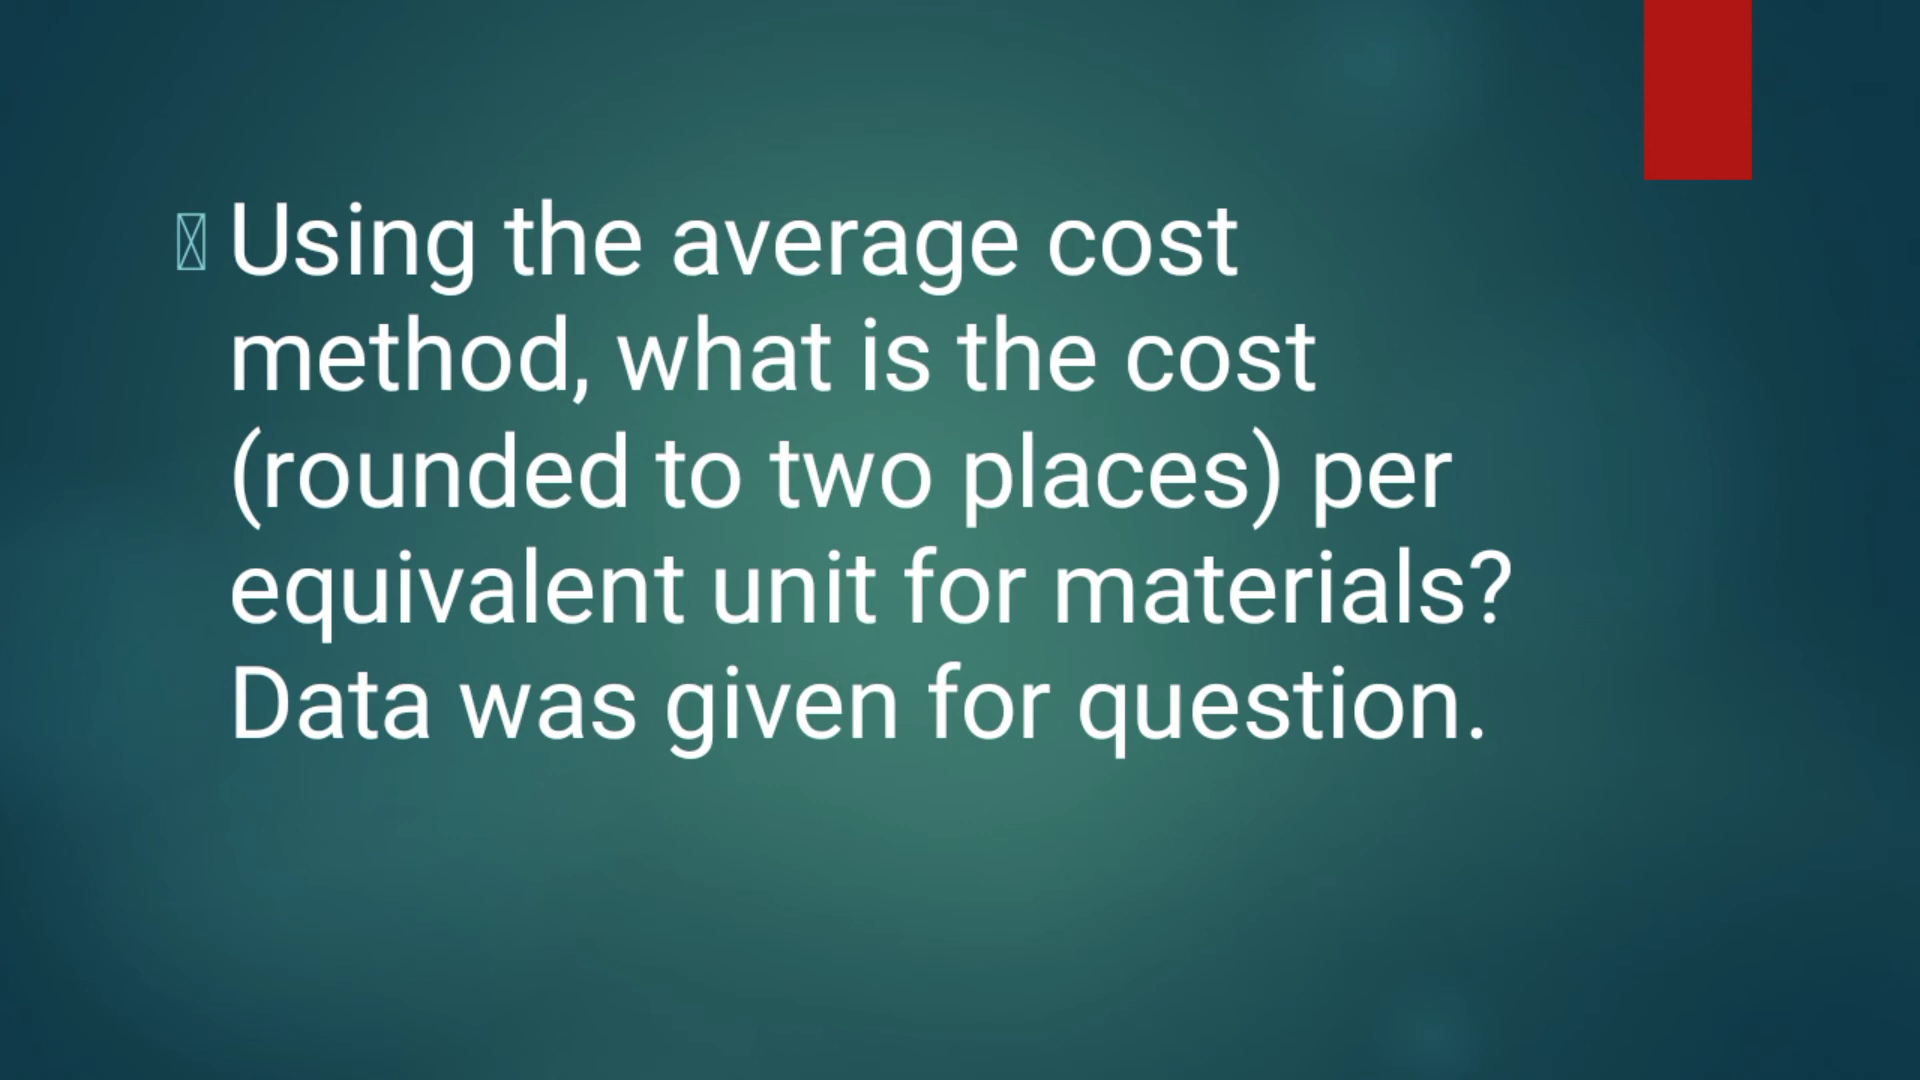 Using the average cost
method, what is the cost
(rounded to two places) per
equivalent unit for materials?
Data was given for question.